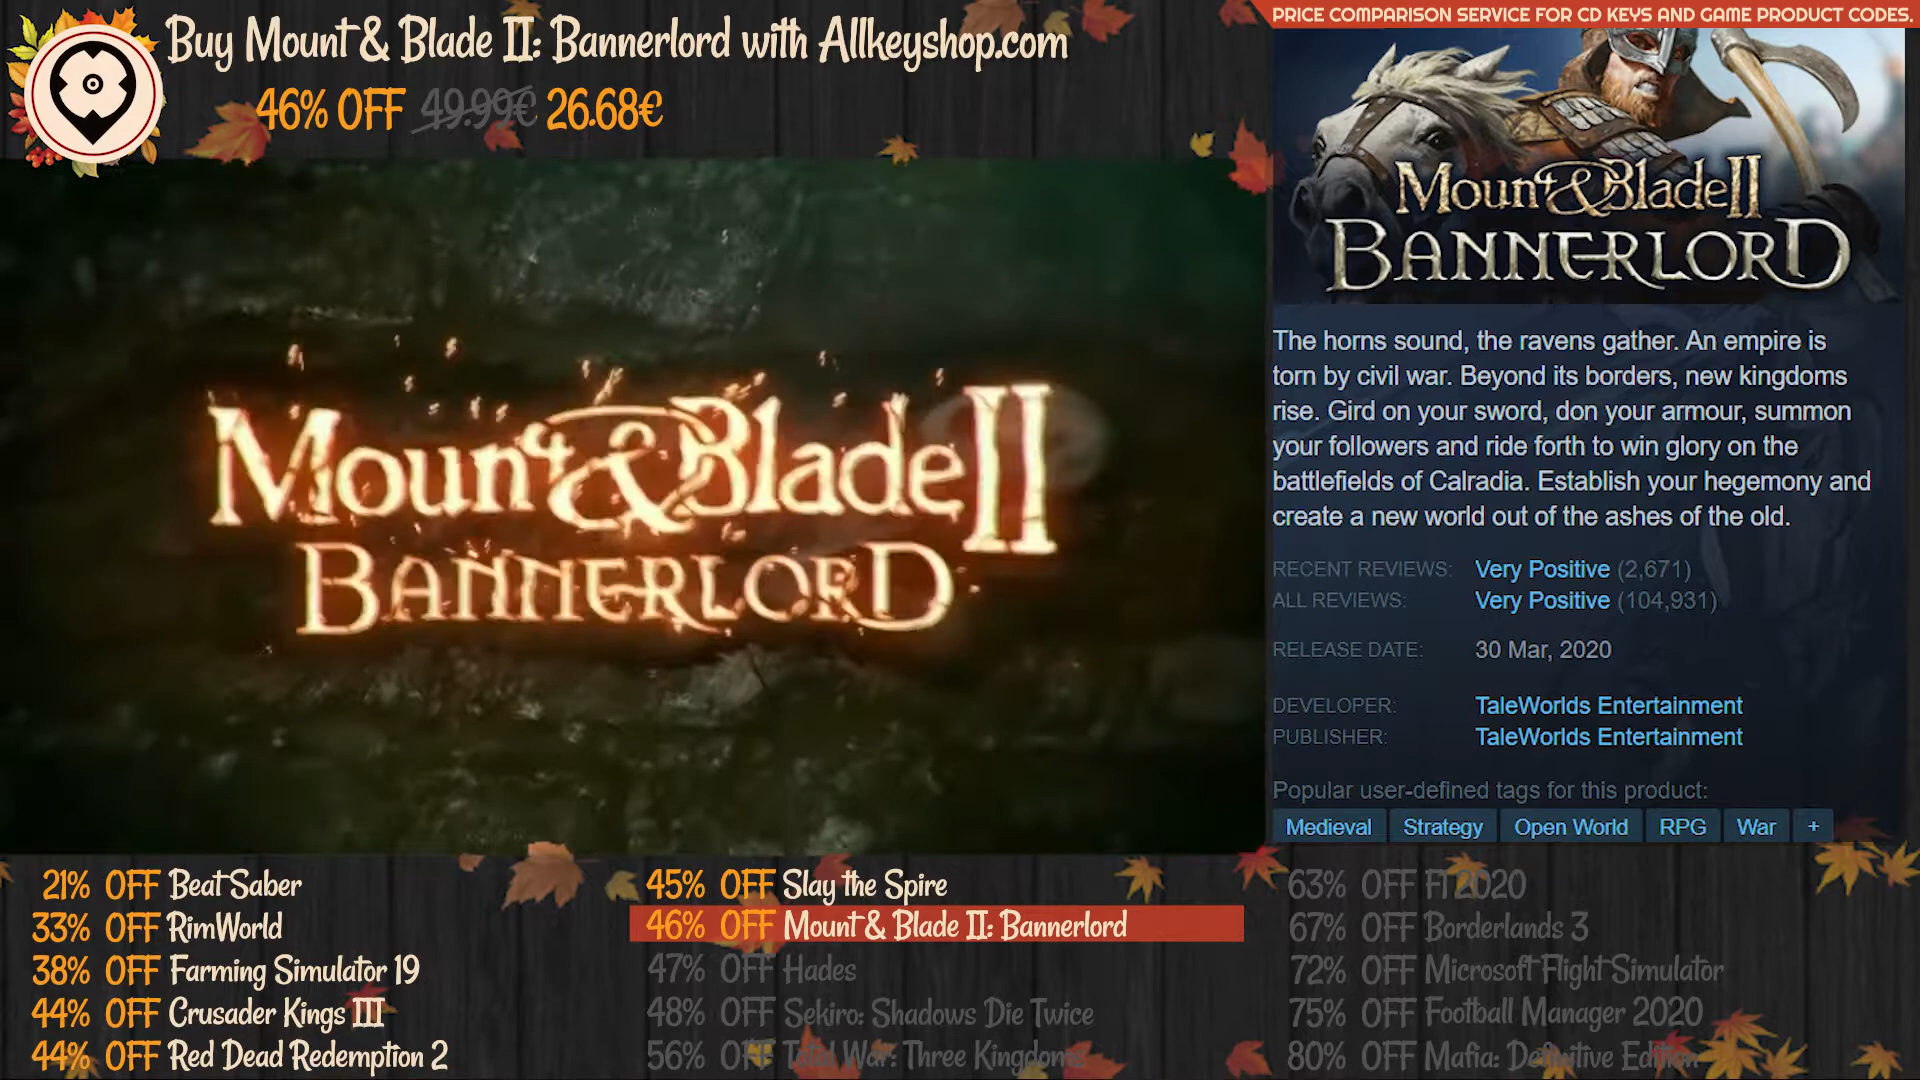 PRICE COMPARISON SERVICE FOR CD KEYS AND GAME PRODUCT CODES.
Buy Mount & Blade II: Bannerlord with Allkeyshop.com
46% OFF 49.99€ 26.68€
Mount & Blade II
BANNERLORD
Mount & Blade II
BANNERLORD
The horns sound, the ravens gather. An empire is
torn by civil war. Beyond its borders, new kingdoms
rise. Gird on your sword, don your armour, summon
your followers and ride forth to win glory on the
battlefields of Calradia. Establish your hegemony and
create a new world out of the ashes of the old.
RECENT REVIEWS: Very Positive (2,671)
ALL REVIEWS: Very Positive (104,931)
RELEASE DATE: 30 Mar, 2020
DEVELOPER: TaleWorlds Entertainment
PUBLISHER: TaleWorlds Entertainment
Popular user-defined tags for this product:
Medieval Strategy Open World RPG War +
21% OFF Beat Saber
33% OFF RimWorld
38% OFF Farming Simulator 19
44% OFF Crusader Kings III
44% OFF Red Dead Redemption 2
45% OFF Slay the Spire
46% OFF Mount & Blade II: Bannerlord
47% OFF Hades
48% OFF Sekiro: Shadows Die Twice
56% OFF Total War: Three Kingdoms
63% OFF F1 2020
67% OFF Borderlands 3
72% OFF Microsoft Flight Simulator
75% OFF Football Manager 2020
80% OFF Mafia: Definitive Edition